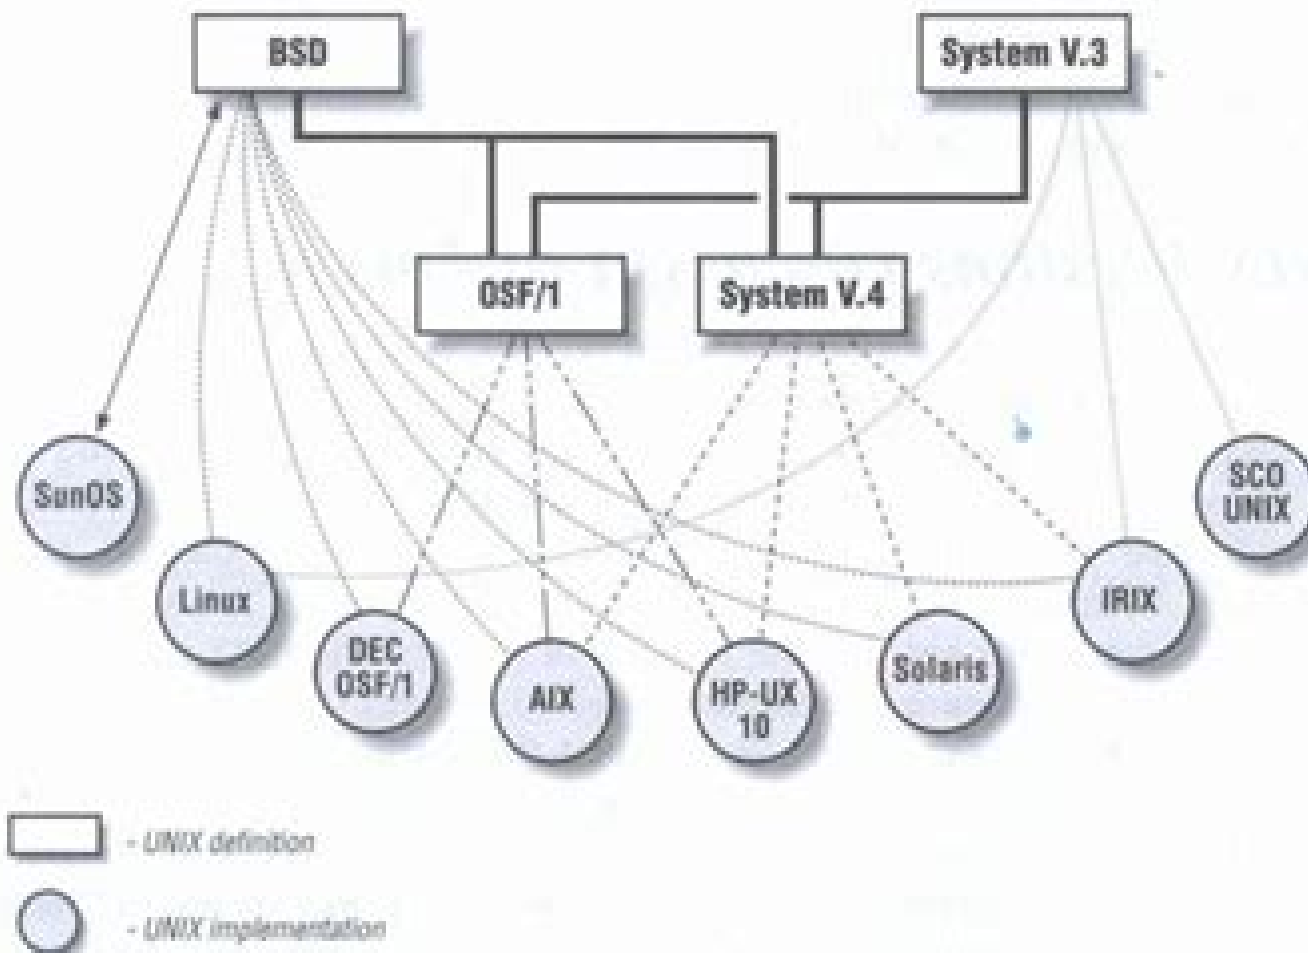 BSD
System V.3
OSF/1
System V.4
SunOS
SCO
UNIX
Linux
IRIX
DEC
OSF/1
AIX
HP-UX
10
Solaris
- UNIX definition
- UNIX implementation